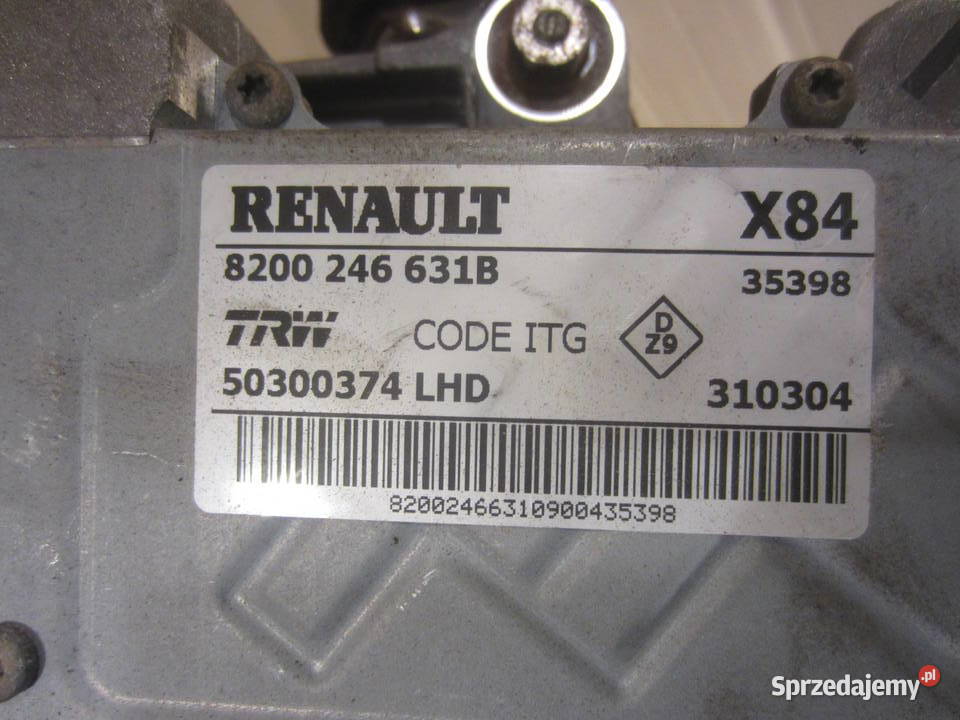 RENAULT X84
8200 246 631B 35398
TRW CODE ITG D Z9
50300374 LHD 310304
82002466310900435398
Sprzedajemy.pl